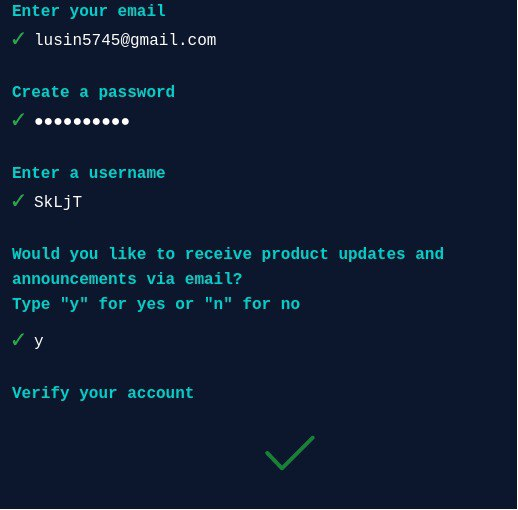 Enter your email
✓ lusin5745@gmail.com
Create a password
✓ ●●●●●●●●●●
Enter a username
✓ SkLjT
Would you like to receive product updates and
announcements via email?
Type "y" for yes or "n" for no
✓ y
Verify your account